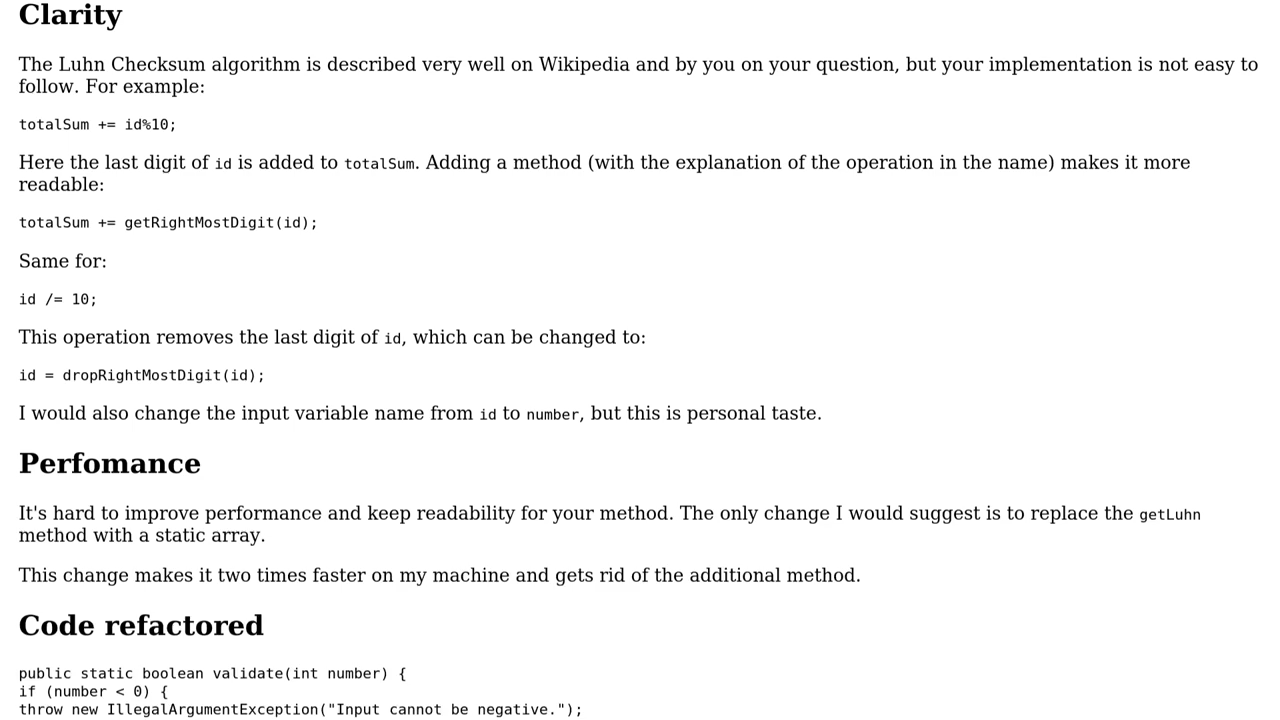 Clarity
The Luhn Checksum algorithm is described very well on Wikipedia and by you on your question, but your implementation is not easy to
follow. For example:
totalSum += id%10;
Here the last digit of id is added to totalSum. Adding a method (with the explanation of the operation in the name) makes it more
readable:
totalSum += getRightMostDigit(id);
Same for:
id /= 10;
This operation removes the last digit of id, which can be changed to:
id = dropRightMostDigit(id);
I would also change the input variable name from id to number, but this is personal taste.
Perfomance
It's hard to improve performance and keep readability for your method. The only change I would suggest is to replace the getLuhn
method with a static array.
This change makes it two times faster on my machine and gets rid of the additional method.
Code refactored
public static boolean validate(int number) {
if (number < 0) {
throw new IllegalArgumentException("Input cannot be negative.");